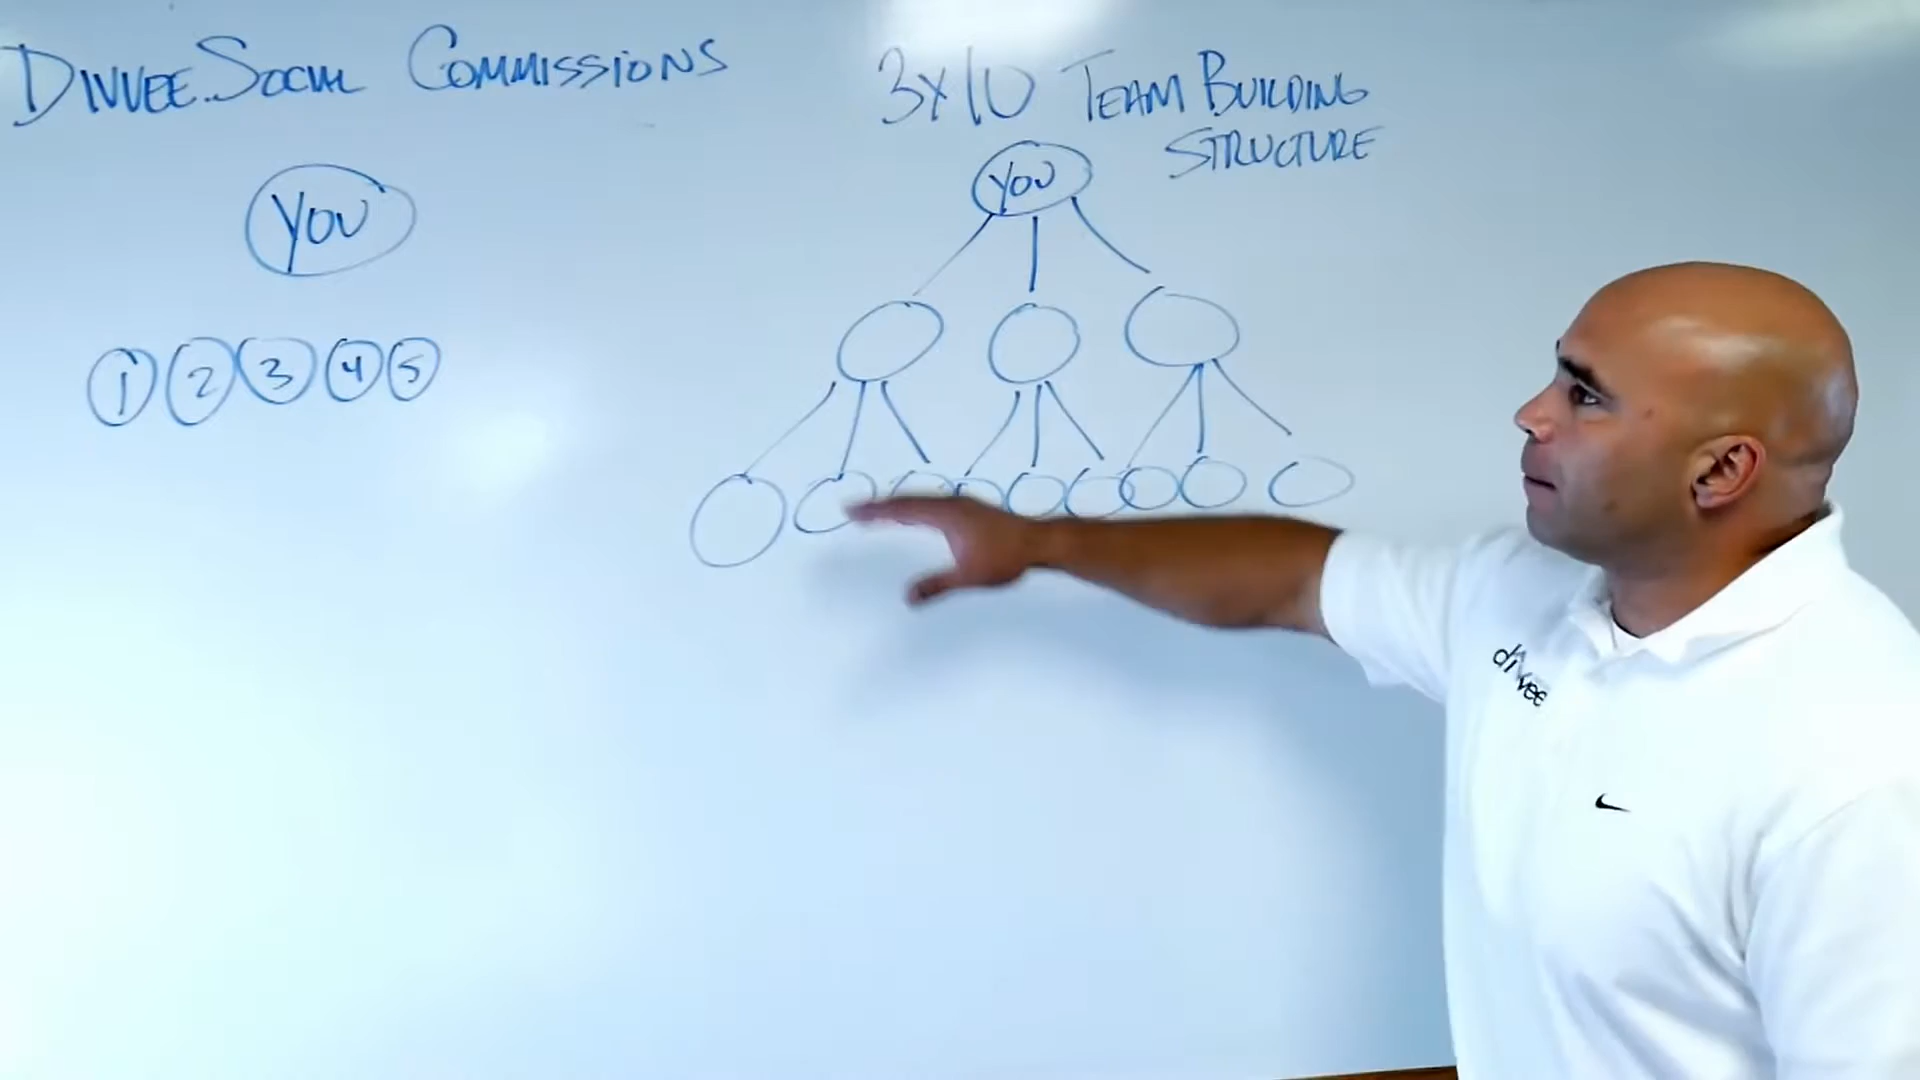 DIVVEE.SOCIAL COMMISSIONS
YOU
1 2 3 4 5
3x10 TEAM BUILDING
STRUCTURE
YOU
divvee